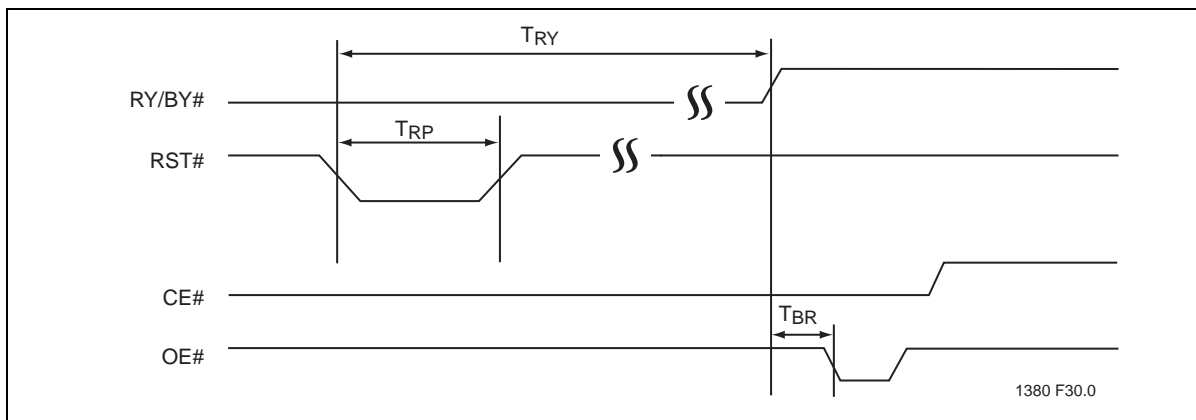 TRY
RY/BY#
TRP
RST#
CE#
TBR
OE#
1380 F30.0